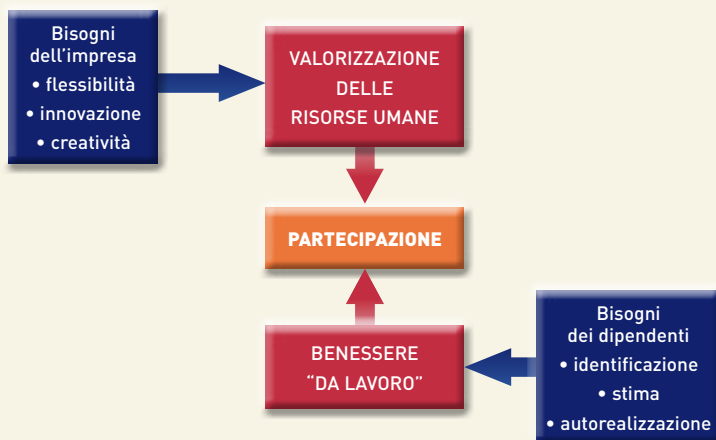 Bisogni
dell’impresa
• flessibilità
• innovazione
• creatività
VALORIZZAZIONE
DELLE
RISORSE UMANE
PARTECIPAZIONE
BENESSERE
“DA LAVORO”
Bisogni
dei dipendenti
• identificazione
• stima
• autorealizzazione